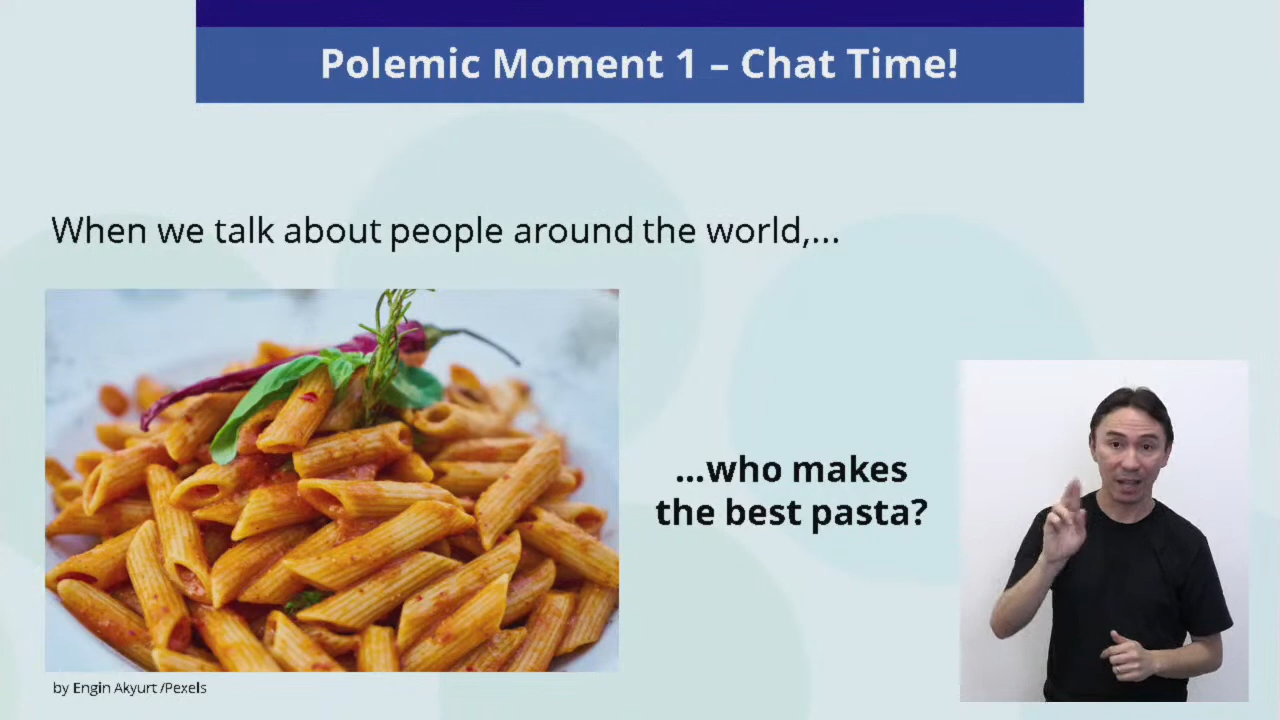 Polemic Moment 1 – Chat Time!
When we talk about people around the world,...
...who makes
the best pasta?
by Engin Akyurt /Pexels